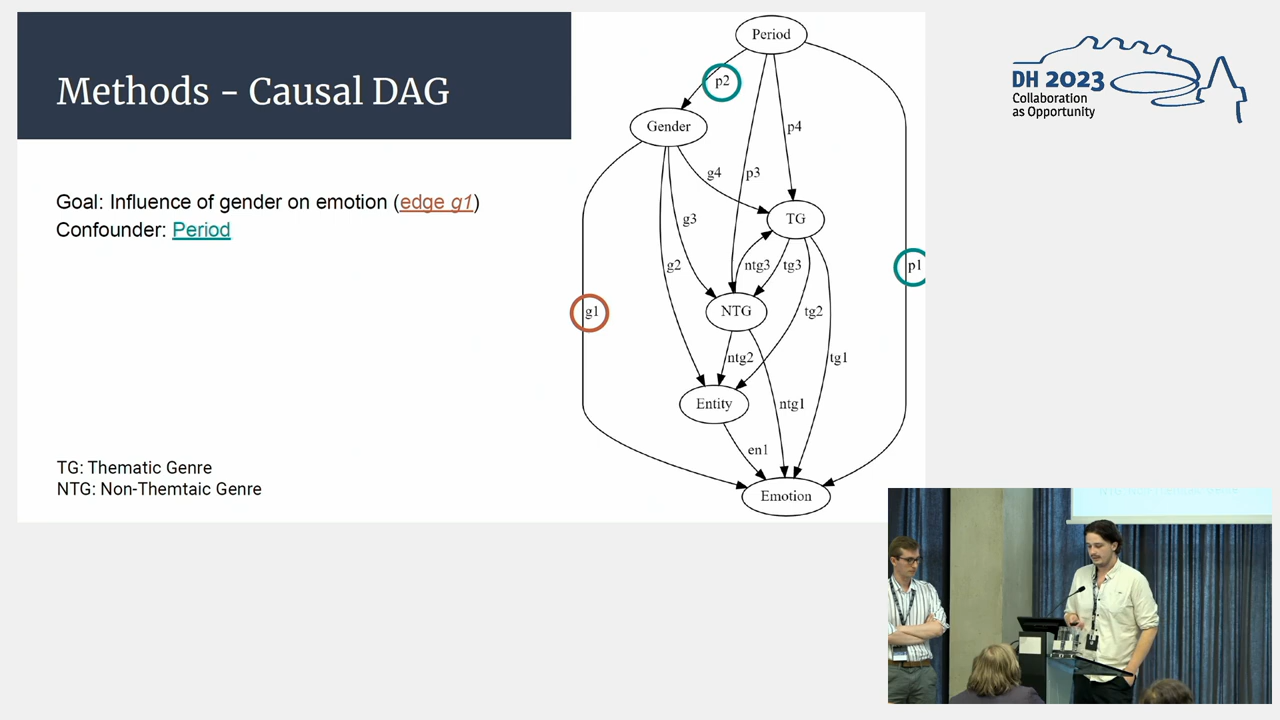 Methods - Causal DAG
Goal: Influence of gender on emotion (edge g1)
Confounder: Period
TG: Thematic Genre
NTG: Non-Themtaic Genre
Period
p2
Gender
p4
g4
p3
g3
TG
g2
ntg3
tg3
p1
g1
NTG
tg2
ntg2
tg1
Entity
ntg1
en1
Emotion
DH 2023
Collaboration
as Opportunity